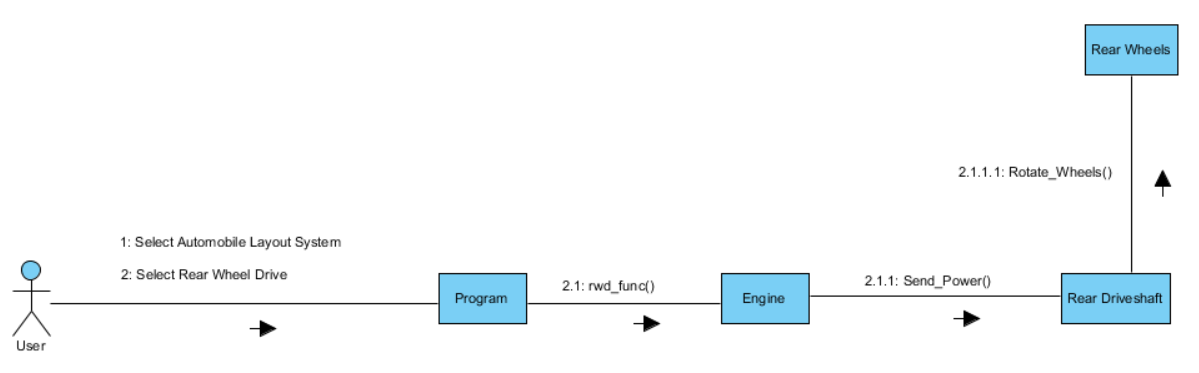 Rear Wheels
2.1.1.1: Rotate_Wheels()
1: Select Automobile Layout System
2: Select Rear Wheel Drive
Program
2.1: rwd_func()
Engine
2.1.1: Send_Power()
Rear Driveshaft
User